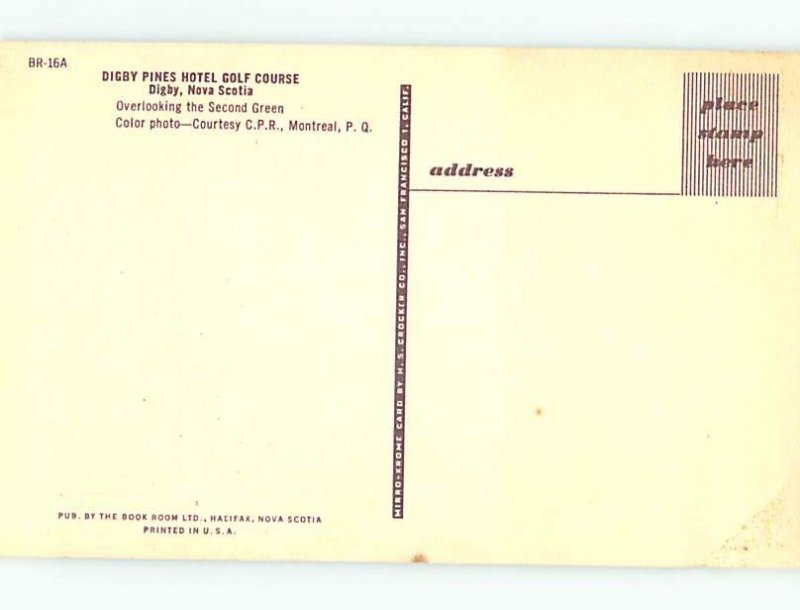 BR-16A
DIGBY PINES HOTEL GOLF COURSE
Digby, Nova Scotia
Overlooking the Second Green
Color photo—Courtesy C.P.R., Montreal, P. Q.
place
stamp
here
address
MIRRO-KROME CARD BY H. S. CROCKER CO., INC., SAN FRANCISCO 1, CALIF.
PUB. BY THE BOOK ROOM LTD., HALIFAX, NOVA SCOTIA
PRINTED IN U. S. A.